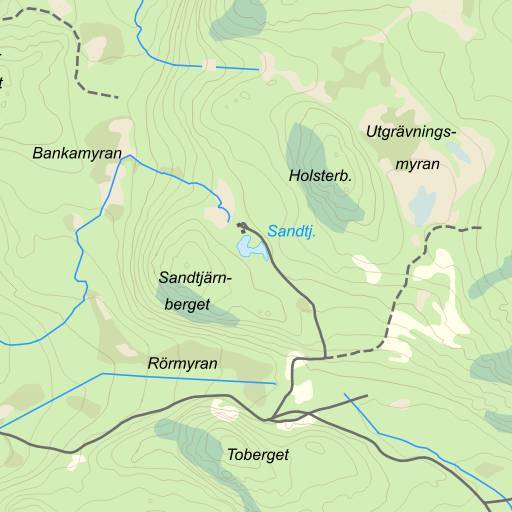 t
Utgrävnings-
myran
Bankamyran
Holsterb.
Sandtj.
Sandtjärn-
berget
Rörmyran
Toberget